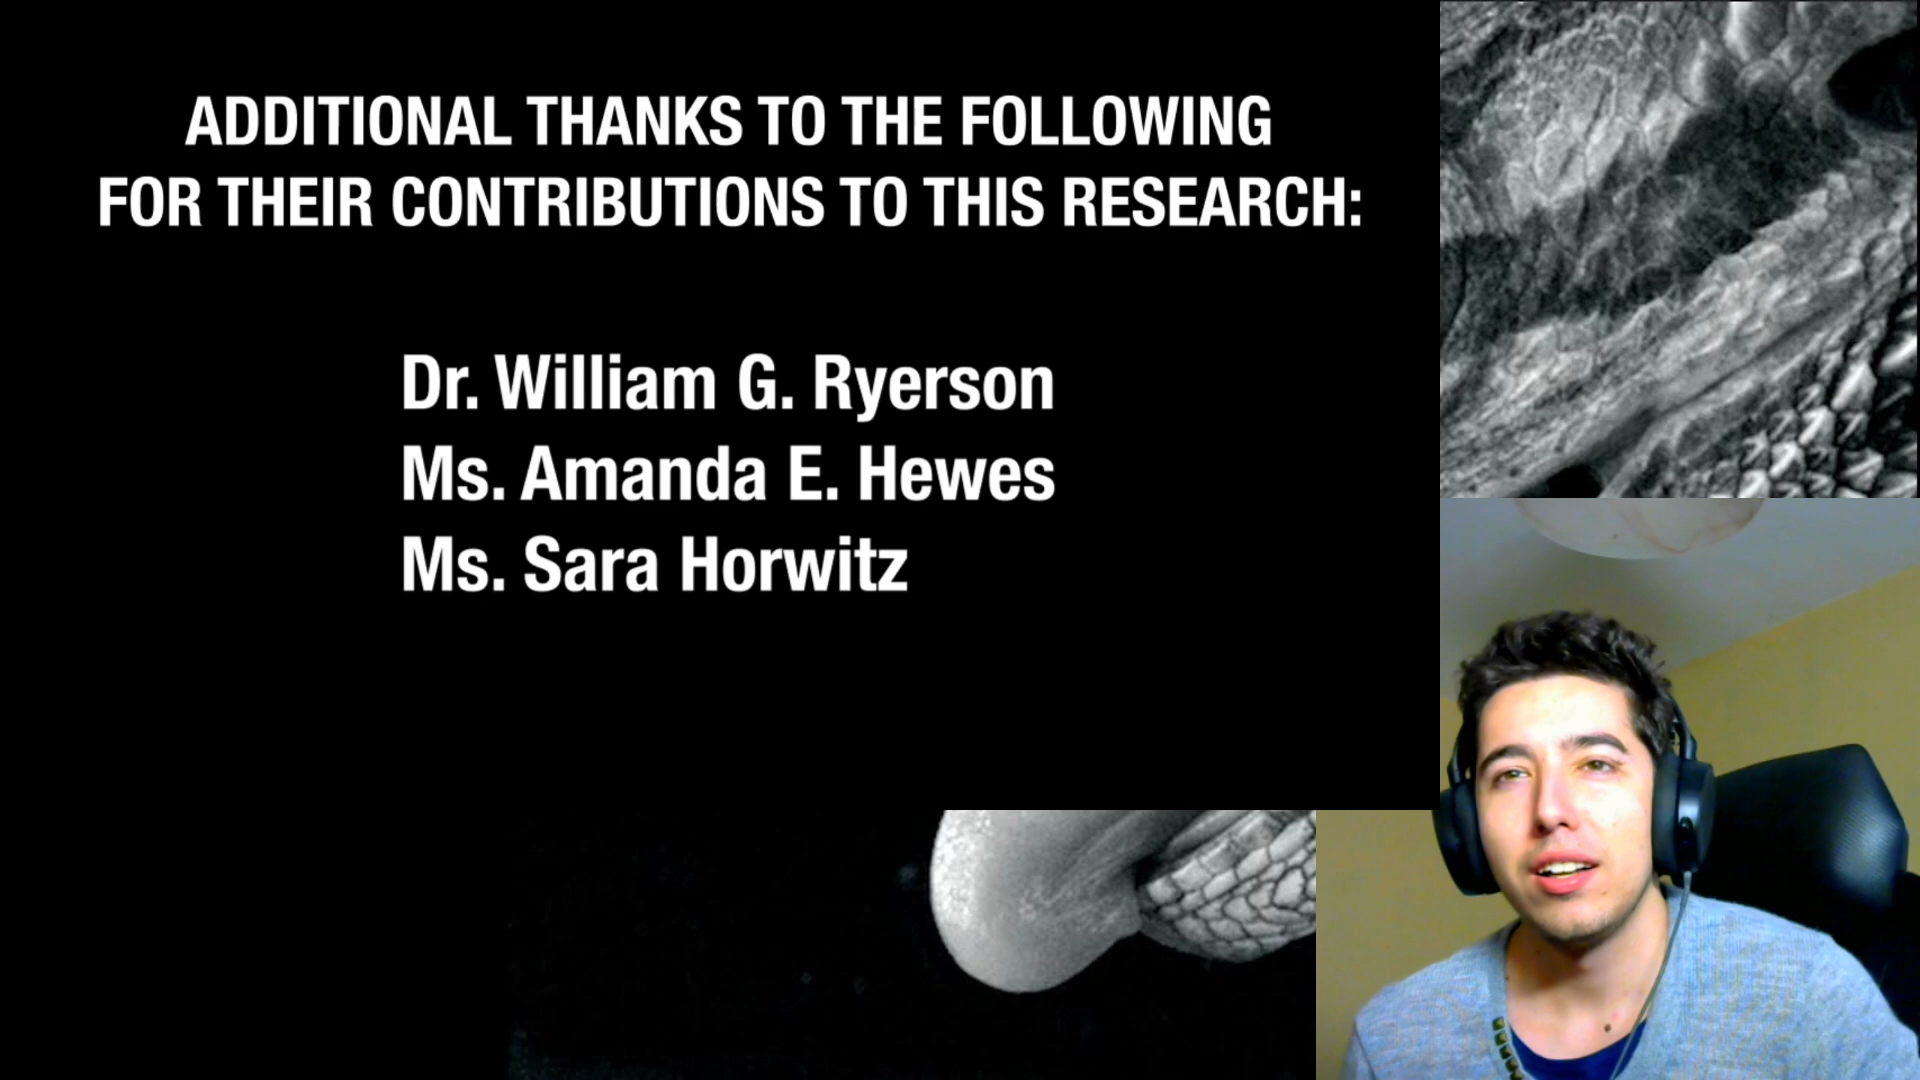 ADDITIONAL THANKS TO THE FOLLOWING
FOR THEIR CONTRIBUTIONS TO THIS RESEARCH:
Dr. William G. Ryerson
Ms. Amanda E. Hewes
Ms. Sara Horwitz